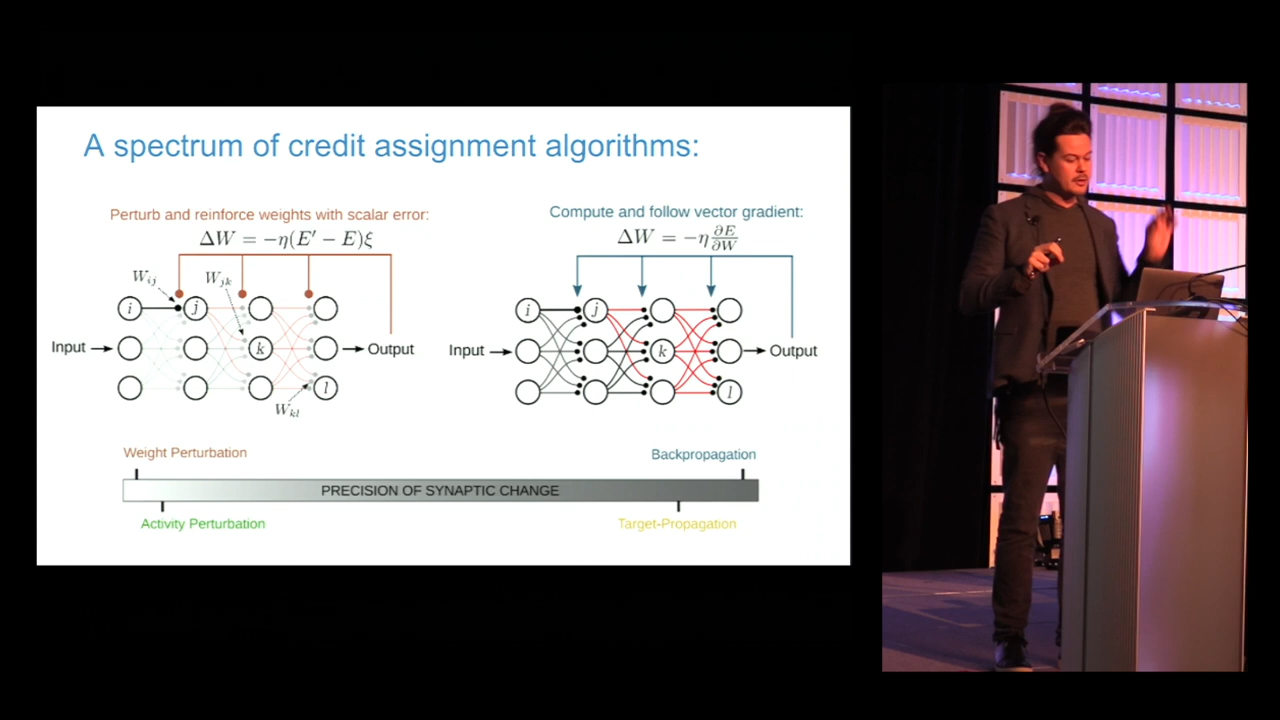 A spectrum of credit assignment algorithms:
Perturb and reinforce weights with scalar error:
ΔW = −η(E′ − E)ξ
Compute and follow vector gradient:
ΔW = −η ∂E/∂W
W_ij
W_jk
i
j
k
l
W_kl
Input
Output
i
j
k
l
Input
Output
Weight Perturbation
Backpropagation
PRECISION OF SYNAPTIC CHANGE
Activity Perturbation
Target-Propagation